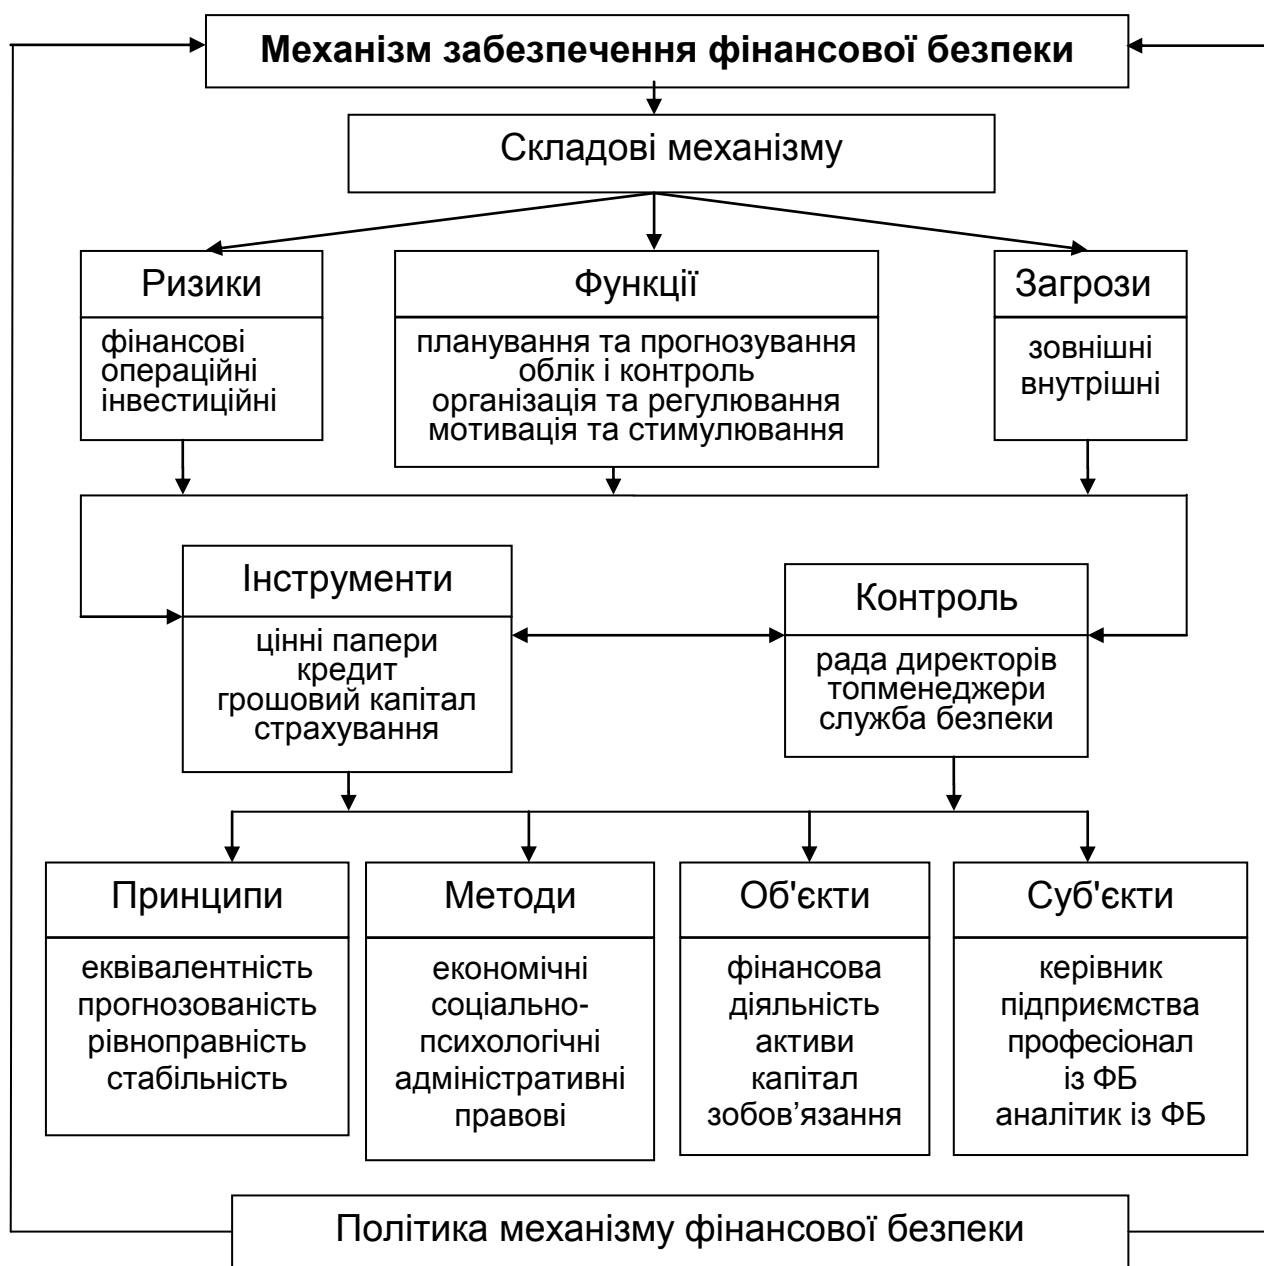 Механізм забезпечення фінансової безпеки
Складові механізму
Ризики
фінансові
операційні
інвестиційні
Функції
планування та прогнозування
облік і контроль
організація та регулювання
мотивація та стимулювання
Загрози
зовнішні
внутрішні
Інструменти
цінні папери
кредит
грошовий капітал
страхування
Контроль
рада директорів
топменеджери
служба безпеки
Принципи
еквівалентність
прогнозованість
рівноправність
стабільність
Методи
економічні
соціально-
психологічні
адміністративні
правові
Об'єкти
фінансова
діяльність
активи
капітал
зобов’язання
Суб'єкти
керівник
підприємства
професіонал
із ФБ
аналітик із ФБ
Політика механізму фінансової безпеки